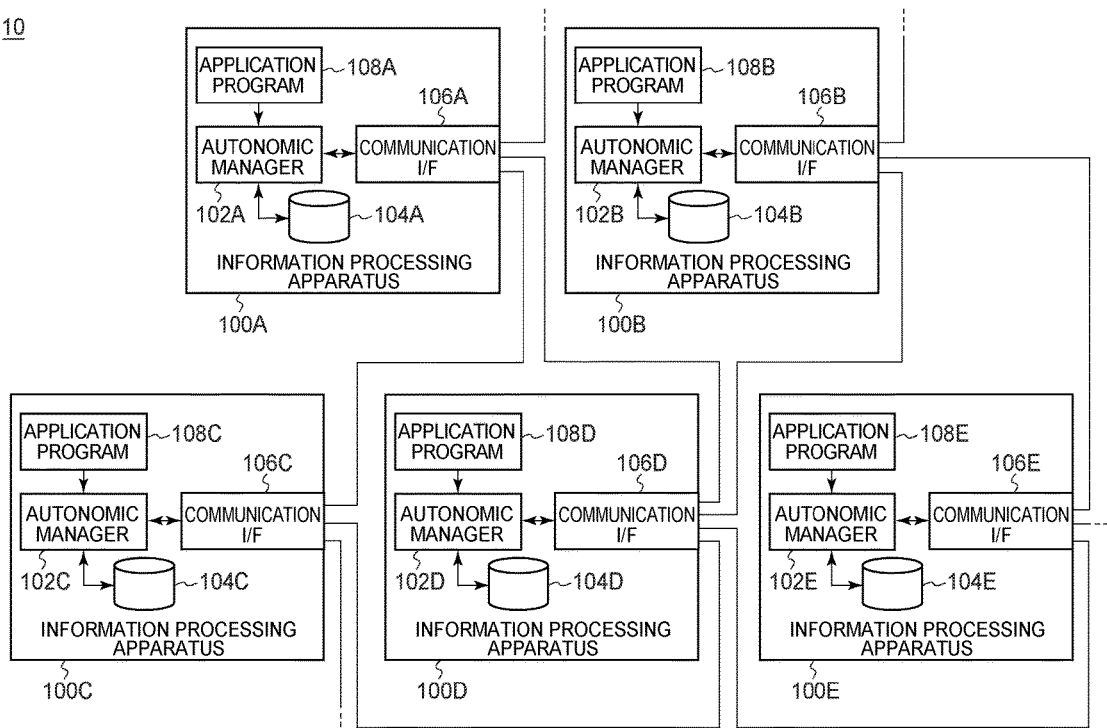 10
APPLICATION
PROGRAM
108A
106A
AUTONOMIC
MANAGER
COMMUNICATION
I/F
102A
104A
INFORMATION PROCESSING
APPARATUS
100A
APPLICATION
PROGRAM
108B
106B
AUTONOMIC
MANAGER
COMMUNICATION
I/F
102B
104B
INFORMATION PROCESSING
APPARATUS
100B
APPLICATION
PROGRAM
108C
106C
AUTONOMIC
MANAGER
COMMUNICATION
I/F
102C
104C
INFORMATION PROCESSING
APPARATUS
100C
APPLICATION
PROGRAM
108D
106D
AUTONOMIC
MANAGER
COMMUNICATION
I/F
102D
104D
INFORMATION PROCESSING
APPARATUS
100D
APPLICATION
PROGRAM
108E
106E
AUTONOMIC
MANAGER
COMMUNICATION
I/F
102E
104E
INFORMATION PROCESSING
APPARATUS
100E